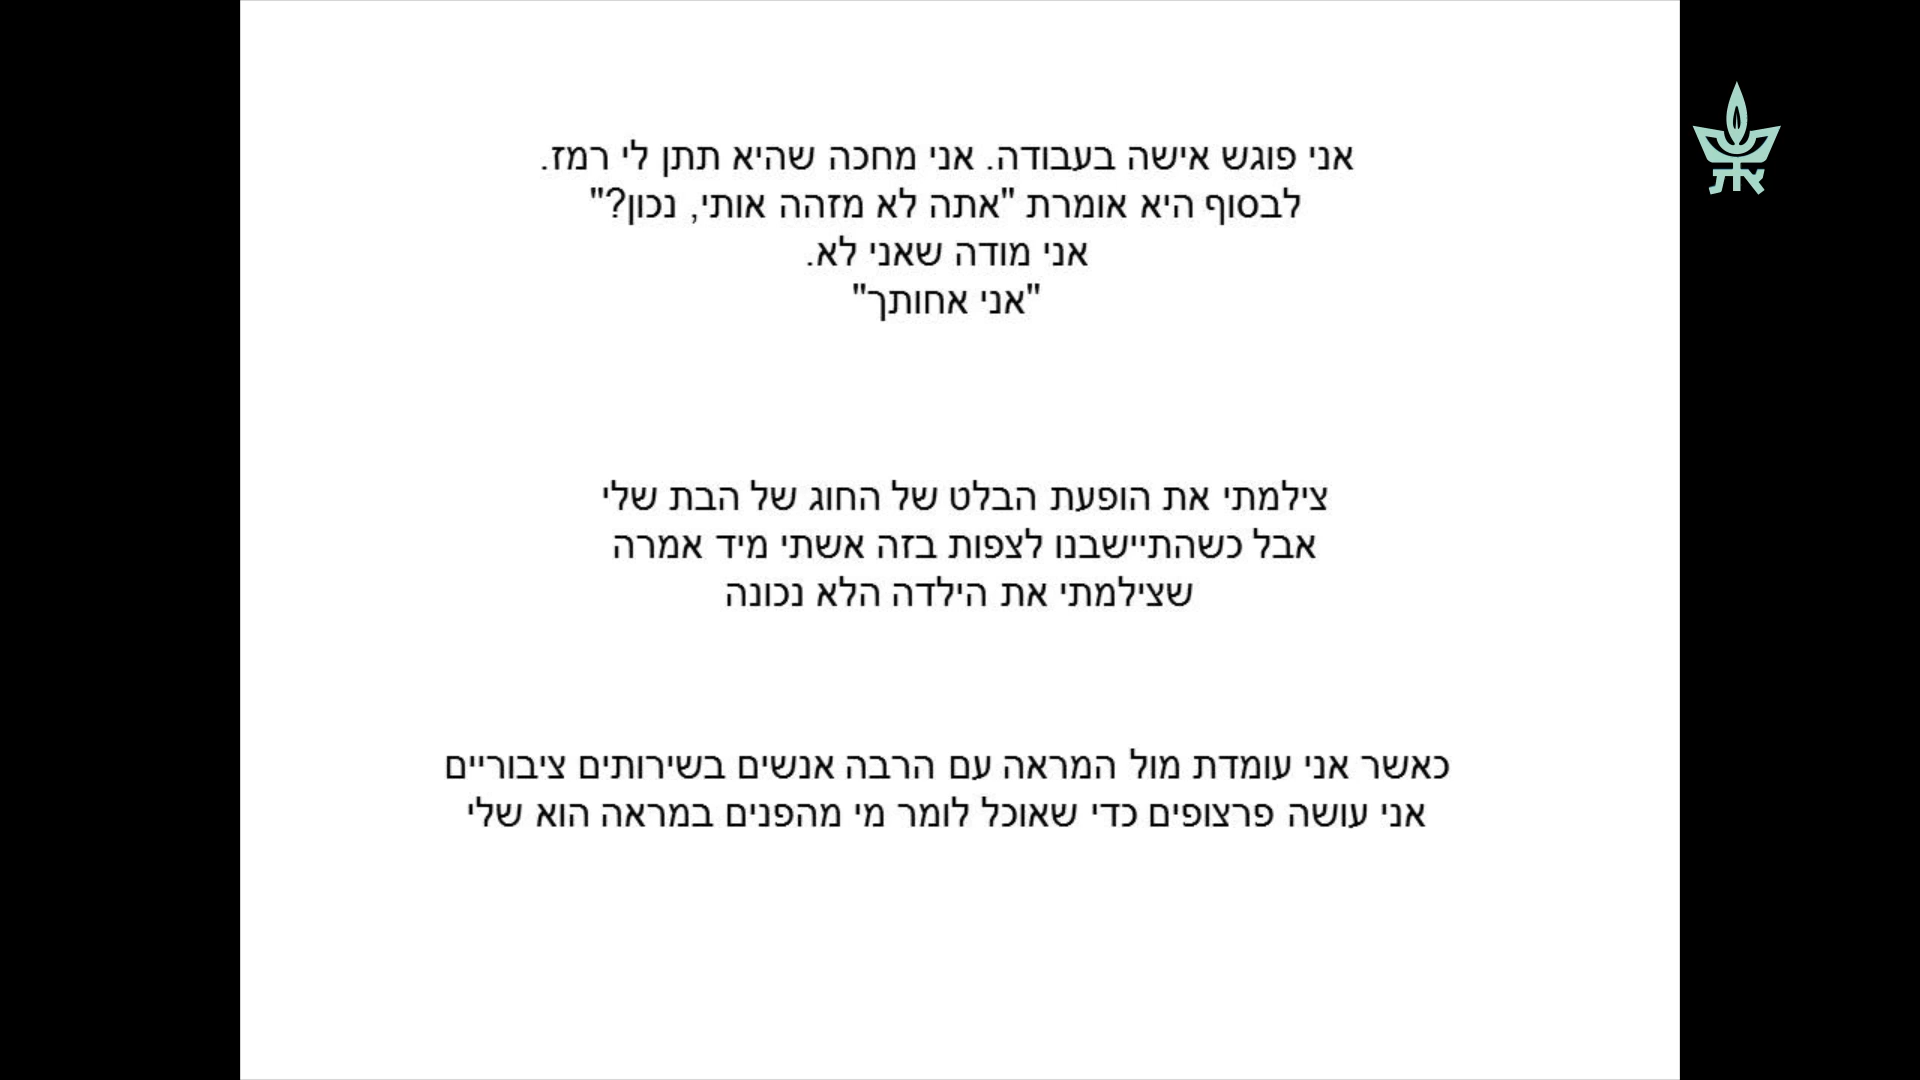 אני פוגש אישה בעבודה. אני מחכה שהיא תתן לי רמז.
לבסוף היא אומרת "אתה לא מזהה אותי, נכון?"
אני מודה שאני לא.
"אני אחותך"
צילמתי את הופעת הבלט של החוג של הבת שלי
אבל כשהתיישבנו לצפות בזה אשתי מיד אמרה
שצילמתי את הילדה הלא נכונה
כאשר אני עומדת מול המראה עם הרבה אנשים בשירותים ציבוריים
אני עושה פרצופים כדי שאוכל לומר מי מהפנים במראה הוא שלי